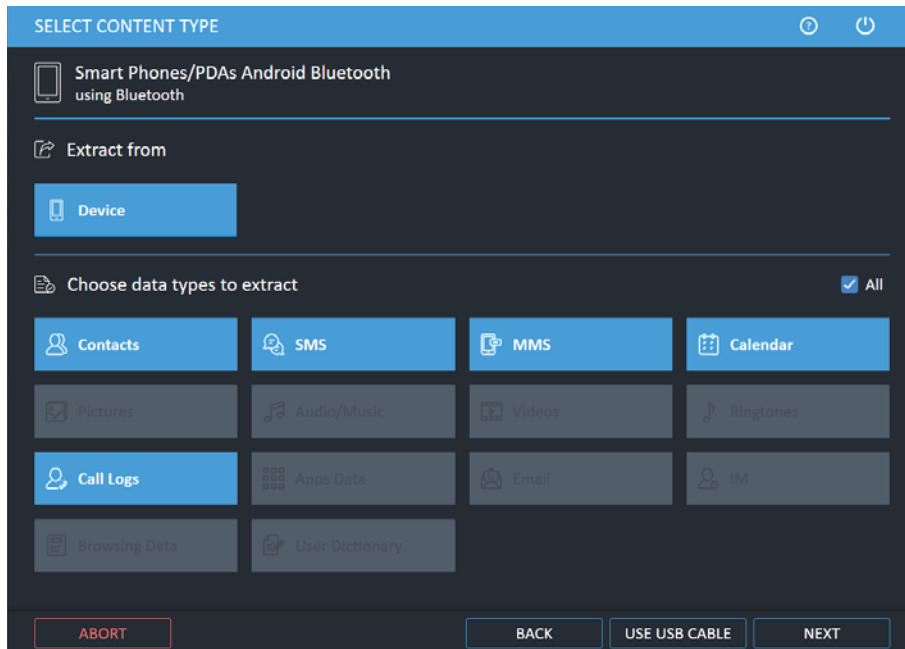 SELECT CONTENT TYPE
Smart Phones/PDAs Android Bluetooth
using Bluetooth
Extract from
Device
Choose data types to extract
All
Contacts
SMS
MMS
Calendar
Pictures
Audio/Music
Videos
Ringtones
Call Logs
Apps Data
Email
IM
Browsing Data
User Dictionary
ABORT
BACK
USE USB CABLE
NEXT